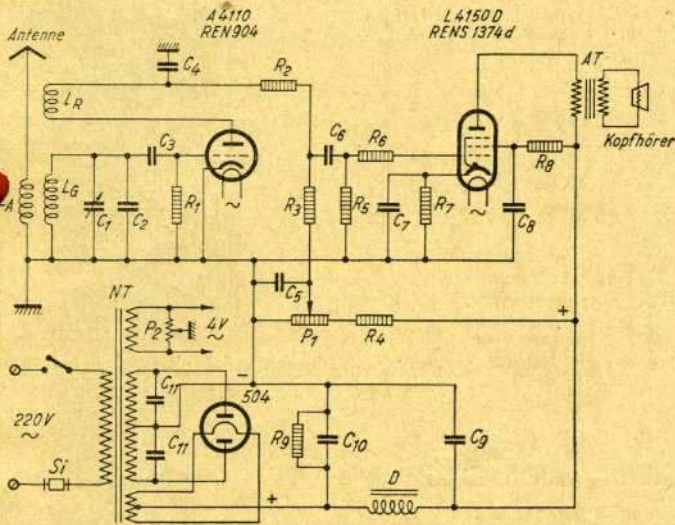 A4110
REN904
L4150D
RENS 1374d
Antenne
C4
R2
AT
LR
C3
C6
R6
R8
Kopfhörer
LG
C1
C2
R1
~
R3
R5
C7
R7
~
C8
C5
NT
P2
4V
~
P1
R4
+
−
504
C11
220V
~
C11
R9
C10
C9
Si
+
D